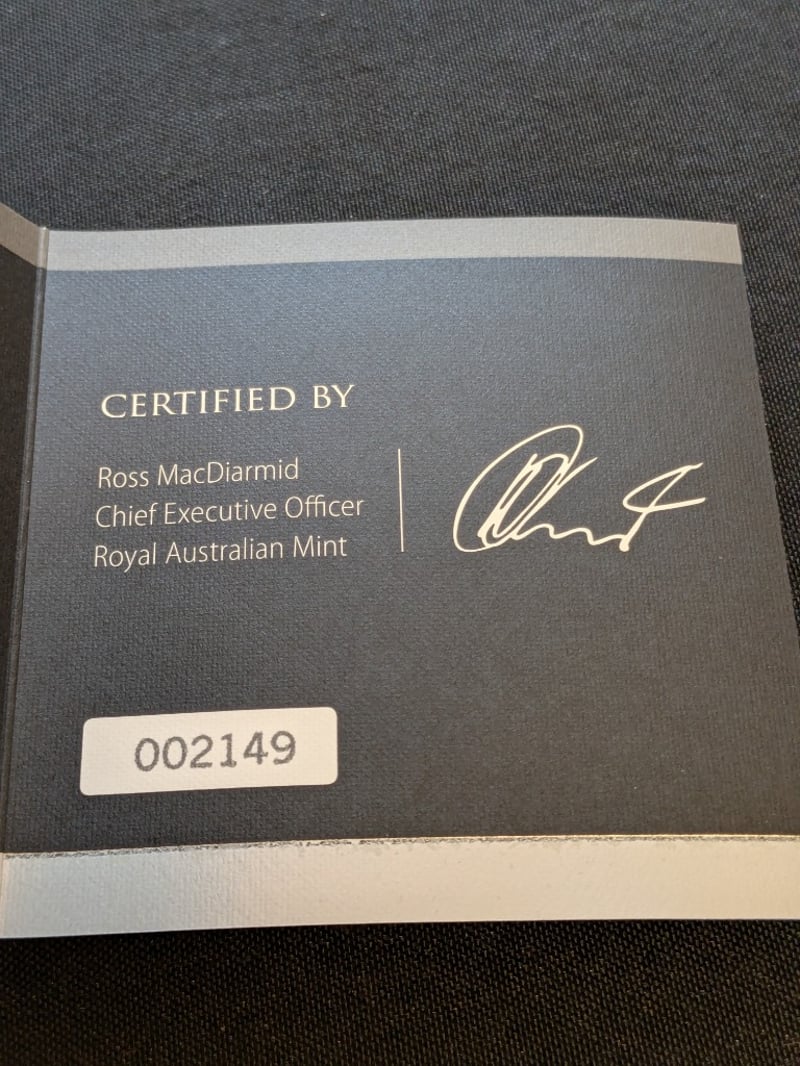 CERTIFIED BY
Ross MacDiarmid
Chief Executive Officer
Royal Australian Mint
002149